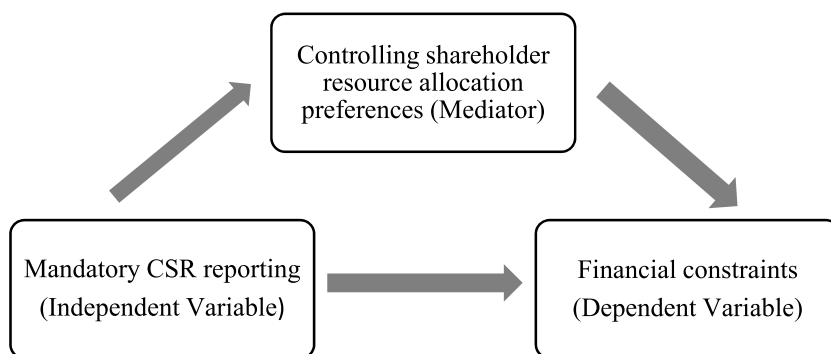 Controlling shareholder
resource allocation
preferences (Mediator)
Mandatory CSR reporting
(Independent Variable)
Financial constraints
(Dependent Variable)